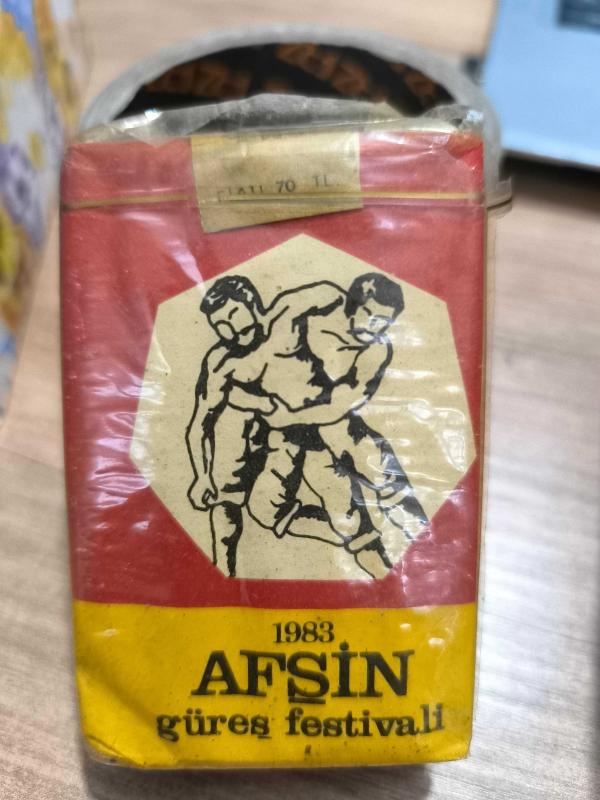 FİATI 70 TL.
1983
AFŞİN
güreş festivali